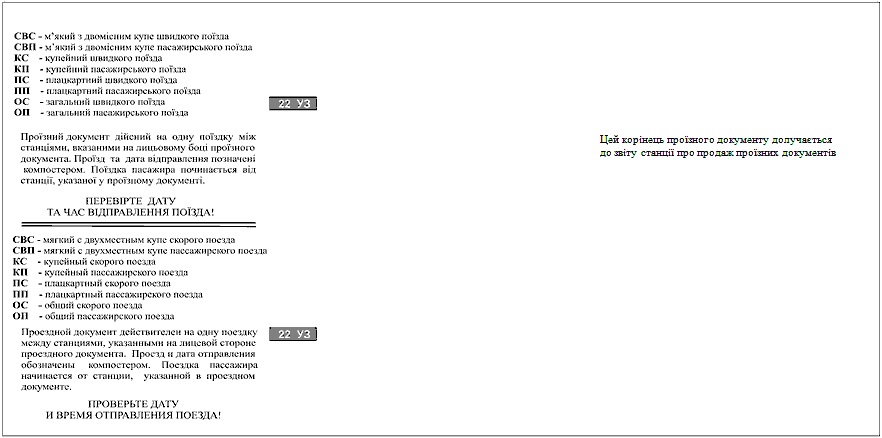 СВС - м’який з двомісним купе швидкого поїзда
СВП - м’який з двомісним купе пасажирського поїзда
КС - купейний швидкого поїзда
КП - купейний пасажирського поїзда
ПС - плацкартний швидкого поїзда
ПП - плацкартний пасажирського поїзда
ОС - загальний швидкого поїзда
ОП - загальний пасажирського поїзда
22 УЗ
Проїзний документ дійсний на одну поїздку між
станціями, вказаними на лицьовому боці проїзного
документа. Проїзд та дата відправлення позначені
компостером. Поїздка пасажира починається від
станції, указаної у проїзному документі.
ПЕРЕВІРТЕ ДАТУ
ТА ЧАС ВІДПРАВЛЕННЯ ПОЇЗДА!
СВС - мягкий с двухместным купе скорого поезда
СВП - мягкий с двухместным купе пассажирского поезда
КС - купейный скорого поезда
КП - купейный пассажирского поезда
ПС - плацкартный скорого поезда
ПП - плацкартный пассажирского поезда
ОС - общий скорого поезда
ОП - общий пассажирского поезда
22 УЗ
Проездной документ действителен на одну поездку
между станциями, указанными на лицевой стороне
проездного документа. Проезд и дата отправления
обозначены компостером. Поездка пассажира
начинается от станции, указанной в проездном
документе.
ПРОВЕРЬТЕ ДАТУ
И ВРЕМЯ ОТПРАВЛЕНИЯ ПОЕЗДА!
Цей корінець проїзного документу долучається
до звіту станції про продаж проїзних документів